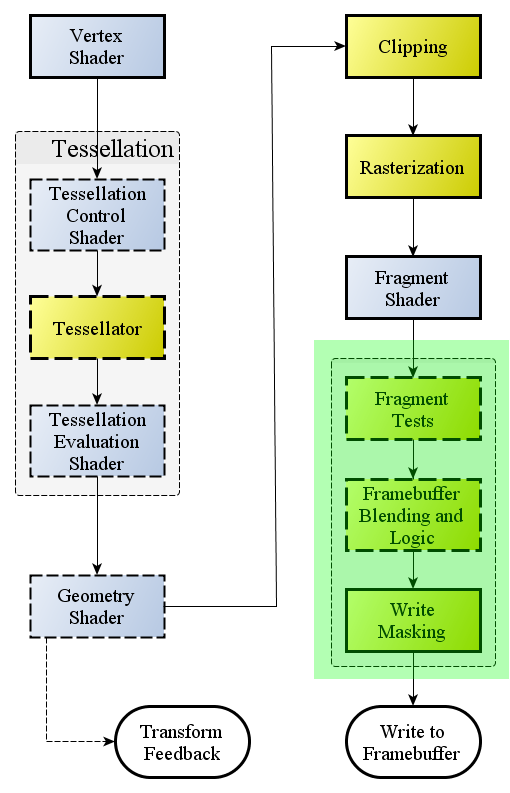 Vertex
Shader
Tessellation
Tessellation
Control
Shader
Tessellator
Tessellation
Evaluation
Shader
Geometry
Shader
Transform
Feedback
Clipping
Rasterization
Fragment
Shader
Fragment
Tests
Framebuffer
Blending and
Logic
Write
Masking
Write to
Framebuffer